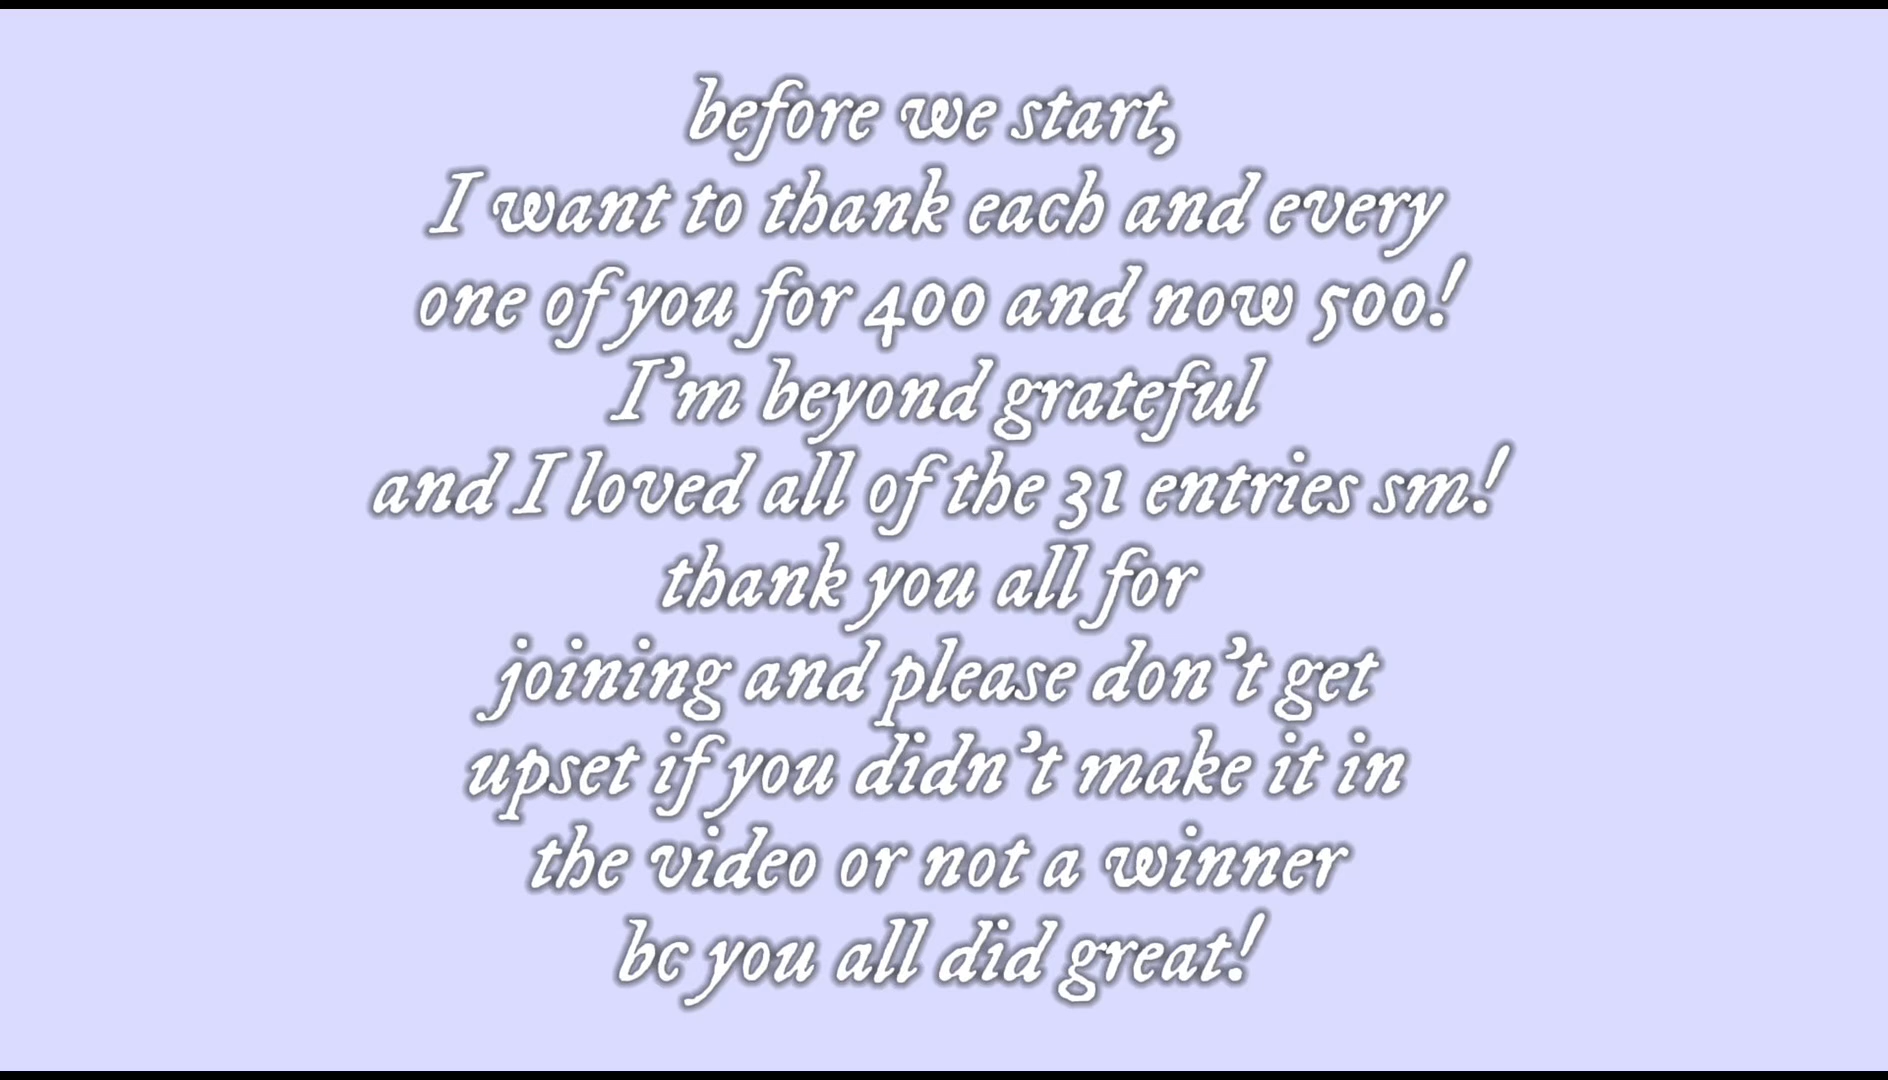 before we start,
I want to thank each and every
one of you for 400 and now 500!
I'm beyond grateful
and I loved all of the 31 entries sm!
thank you all for
joining and please don't get
upset if you didn't make it in
the video or not a winner
bc you all did great!